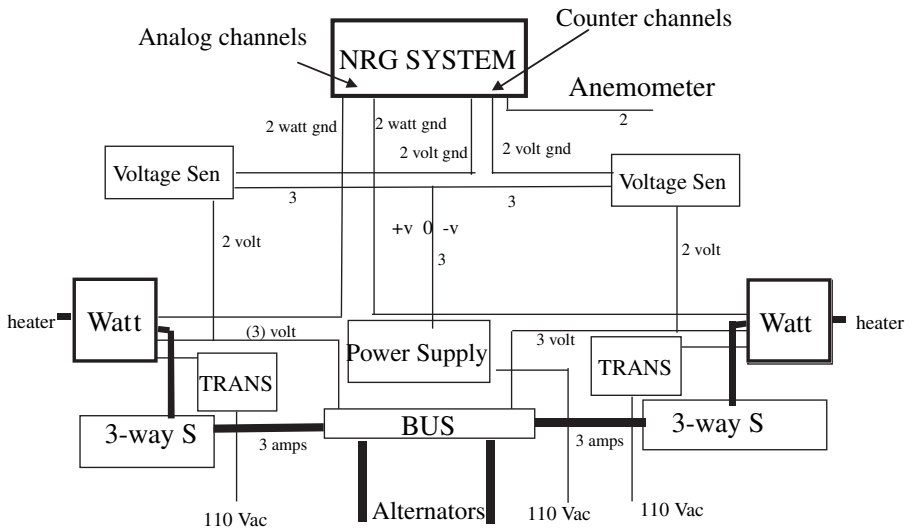 Counter channels
Analog channels
NRG SYSTEM
Anemometer
2
2 watt gnd
2 watt gnd
2 volt gnd
2 volt gnd
Voltage Sen
Voltage Sen
3
3
+v 0 -v
2 volt
2 volt
3
heater
Watt
Watt
heater
(3) volt
3 volt
Power Supply
TRANS
TRANS
3-way S
BUS
3-way S
3 amps
3 amps
Alternators
110 Vac
110 Vac
110 Vac